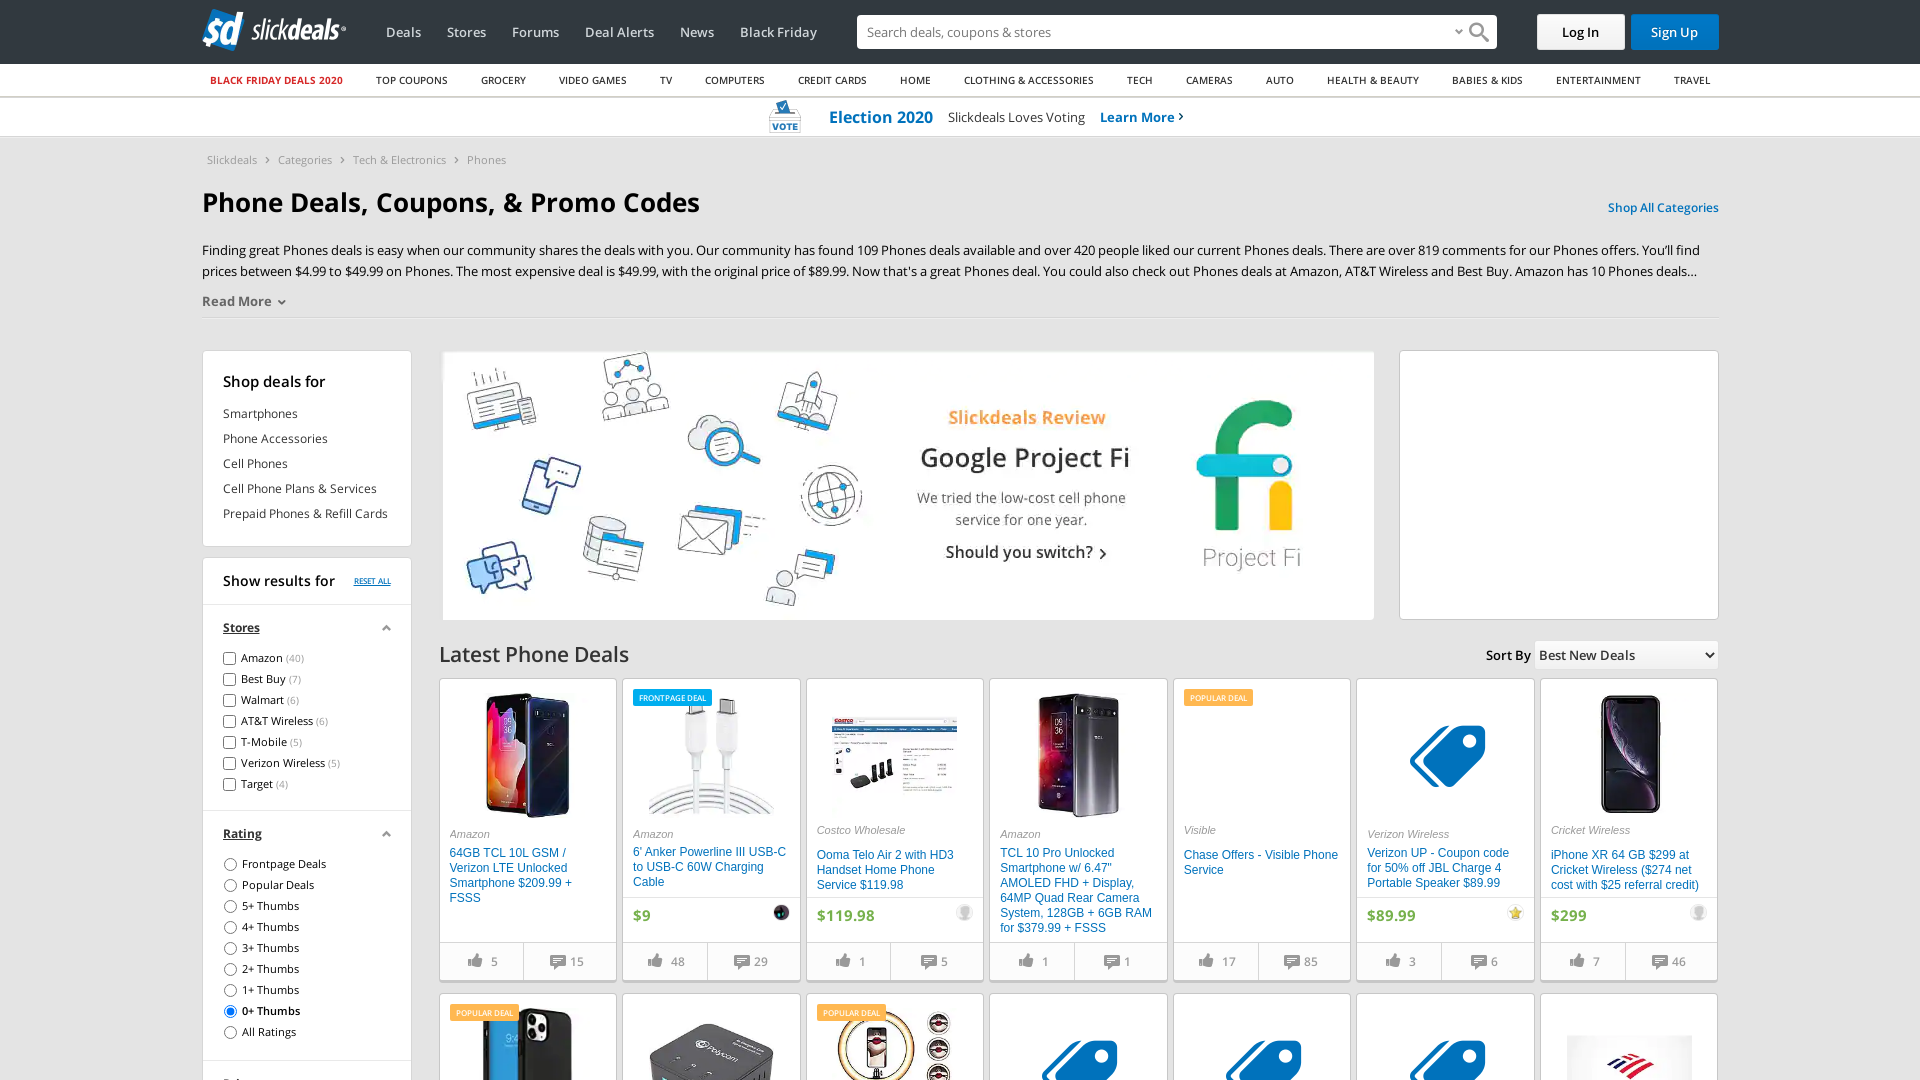 slickdeals
Deals
Stores
Forums
Deal Alerts
News
Black Friday
Search deals, coupons & stores
Log In
Sign Up
BLACK FRIDAY DEALS 2020
TOP COUPONS
GROCERY
VIDEO GAMES
TV
COMPUTERS
CREDIT CARDS
HOME
CLOTHING & ACCESSORIES
TECH
CAMERAS
AUTO
HEALTH & BEAUTY
BABIES & KIDS
ENTERTAINMENT
TRAVEL
VOTE
Election 2020
Slickdeals Loves Voting
Learn More
Slickdeals
Categories
Tech & Electronics
Phones
Phone Deals, Coupons, & Promo Codes
Shop All Categories
Finding great Phones deals is easy when our community shares the deals with you. Our community has found 109 Phones deals available and over 420 people liked our current Phones deals. There are over 819 comments for our Phones offers. You'll find
prices between $4.99 to $49.99 on Phones. The most expensive deal is $49.99, with the original price of $89.99. Now that's a great Phones deal. You could also check out Phones deals at Amazon, AT&T Wireless and Best Buy. Amazon has 10 Phones deals...
Read More
Shop deals for
Smartphones
Phone Accessories
Cell Phones
Cell Phone Plans & Services
Prepaid Phones & Refill Cards
Show results for
RESET ALL
Stores
Amazon (40)
Best Buy (7)
Walmart (6)
AT&T Wireless (6)
T-Mobile (5)
Verizon Wireless (5)
Target (4)
Rating
Frontpage Deals
Popular Deals
5+ Thumbs
4+ Thumbs
3+ Thumbs
2+ Thumbs
1+ Thumbs
0+ Thumbs
All Ratings
Slickdeals Review
Google Project Fi
We tried the low-cost cell phone
service for one year.
Should you switch?
Project Fi
Latest Phone Deals
Sort By
Best New Deals
Amazon
64GB TCL 10L GSM /
Verizon LTE Unlocked
Smartphone $209.99 +
FSSS
5
15
FRONTPAGE DEAL
Amazon
6' Anker Powerline III USB-C
to USB-C 60W Charging
Cable
$9
48
29
Costco Wholesale
Ooma Telo Air 2 with HD3
Handset Home Phone
Service $119.98
$119.98
1
5
Amazon
TCL 10 Pro Unlocked
Smartphone w/ 6.47"
AMOLED FHD + Display,
64MP Quad Rear Camera
System, 128GB + 6GB RAM
for $379.99 + FSSS
1
1
POPULAR DEAL
Visible
Chase Offers - Visible Phone
Service
17
85
Verizon Wireless
Verizon UP - Coupon code
for 50% off JBL Charge 4
Portable Speaker $89.99
$89.99
3
6
Cricket Wireless
iPhone XR 64 GB $299 at
Cricket Wireless ($274 net
cost with $25 referral credit)
$299
7
46
POPULAR DEAL
Polycom
POPULAR DEAL